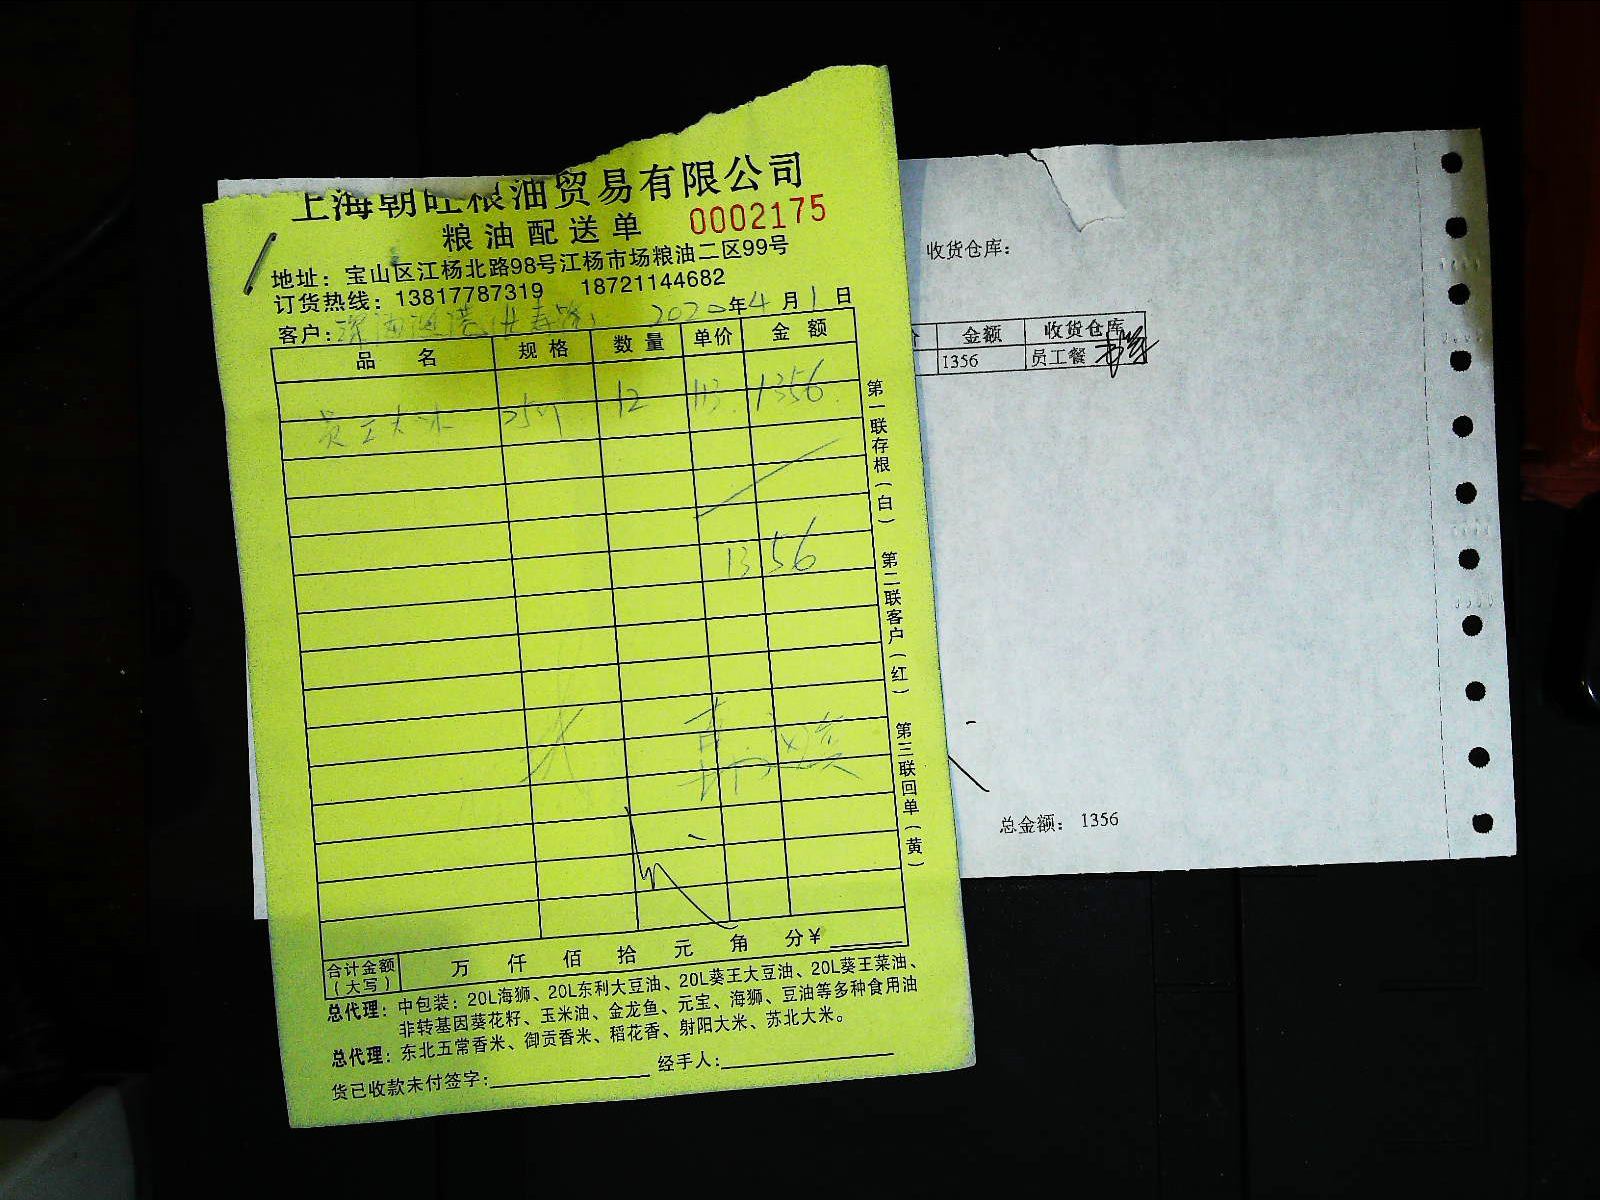 上海朝旺粮油贸易有限公司
粮油配送单 0002175
地址：宝山区江杨北路98号江杨市场粮油二区99号
订货热线：13817787319 18721144682
客户： 2020年4月1日
品名 规格 数量 单价 金额
员工大米 25 12 113 1356
1356
合计金额（大写） 万 仟 佰 拾 元 角 分¥
总代理：中包装：20L海狮、20L东利大豆油、20L葵王大豆油、20L葵王菜油、
非转基因葵花籽、玉米油、金龙鱼、元宝、海狮、豆油等多种食用油
总代理：东北五常香米、御贡香米、稻花香、射阳大米、苏北大米。
货已收款未付签字： 经手人：
第一联存根（白） 第二联客户（红） 第三联回单（黄）
收货仓库：
金额 收货仓库
1356 员工餐
总金额： 1356